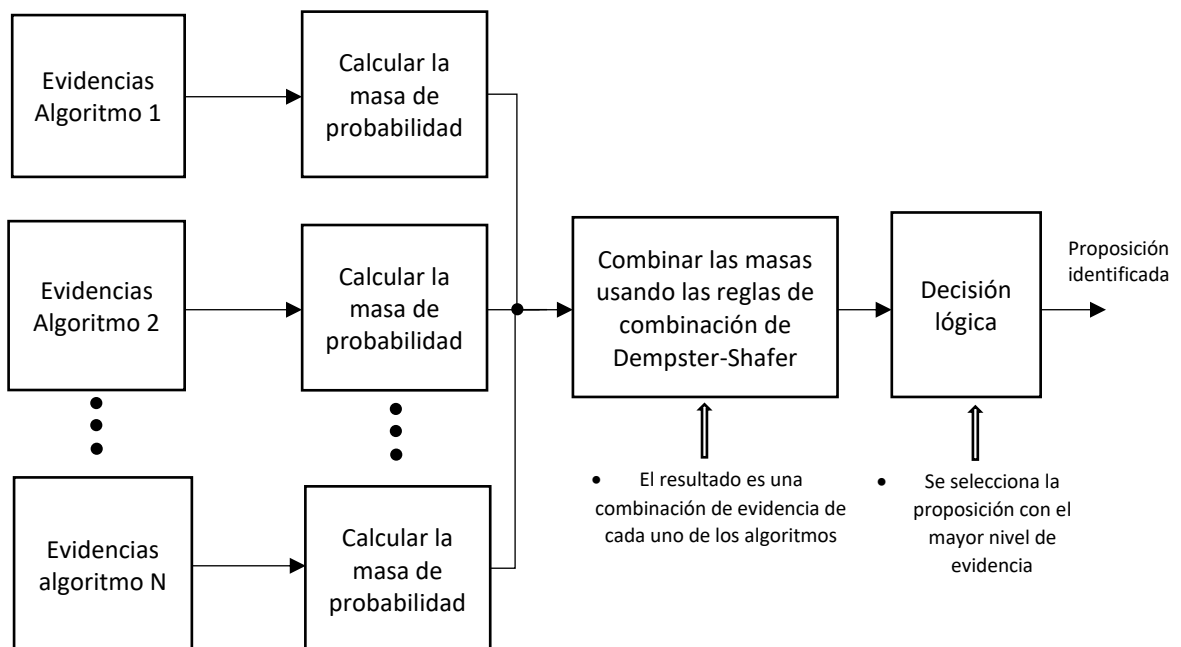 Evidencias
Algoritmo 1
Calcular la
masa de
probabilidad
Evidencias
Algoritmo 2
Calcular la
masa de
probabilidad
Combinar las masas
usando las reglas de
combinación de
Dempster-Shafer
Decisión
lógica
Proposición
identificada
Evidencias
algoritmo N
Calcular la
masa de
probabilidad
• El resultado es una
combinación de evidencia de
cada uno de los algoritmos
• Se selecciona la
proposición con el
mayor nivel de
evidencia